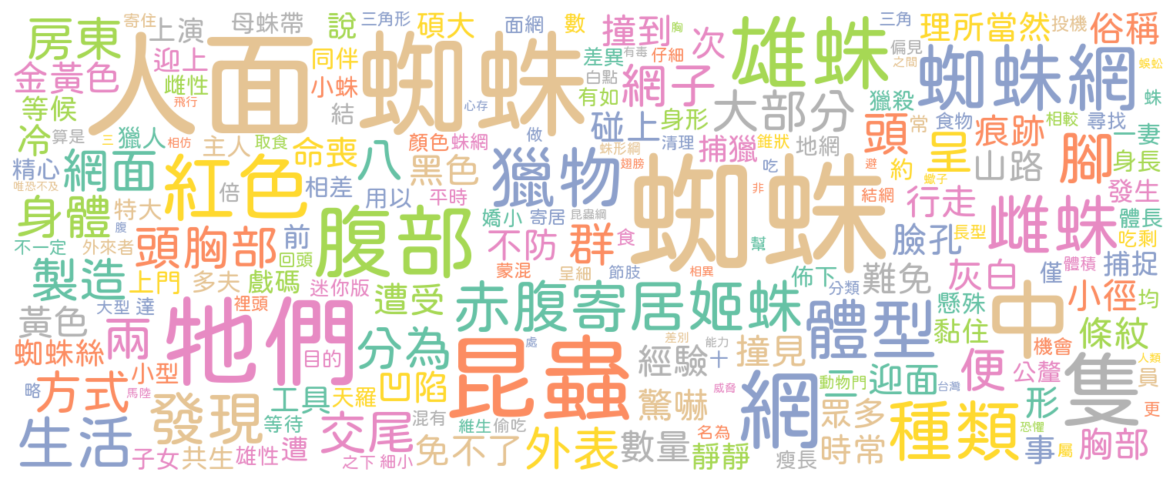 房東
上演
母蛛帶
寄住
說
三角形
碩大
面網
數
撞到
次
雄蛛
三角
理所當然
投機
俗稱
金黃色
迎上
人面
蜘蛛
同伴
差異
有毒
仔細
偏見
之間
蜘蛛網
蜈蚣
等候
雌性
飛行
小蛛
白點
網子
大部分
獵殺
常
食物
相較
尋找
蛛
冷
算是
獵人
相仿
結
心存
有如
身形
頭
呈
痕跡
一妻
精心
三
主人
取食
顏色
蛛網
做
碰上
清理
錐狀
地網
唯恐不及
網面
紅色
倍
命喪
八
黑色
獵物
蛛形綱
翅膀
捕獵
吃
約
蠍子
山路
腳
身長
相差
用以
平時
蜘蛛
避
非
結網
行走
發生
身體
腹
特大
腹部
嬌小
寄居
昆蟲綱
雌蛛
體長
不一定
外來者
頭胸部
前
回頭
不防
群
食
幫
臉孔
長型
吃剩
製造
上門
多夫
戲碼
蒙混
呈細
節肢
相異
佈下
難免
灰白
僅
體積
捕捉
大型
達
迷你版
遭受
赤腹寄居姬蛛
分類
體型
懸殊
小徑
均
黃色
兩
牠們
裡頭
目的
分為
昆蟲
差別
處
能力
黏住
中
條紋
蜘蛛絲
小型
經驗
十
撞見
機會
隻
人類
略
方式
馬陸
發現
工具
天羅
凹陷
驚嚇
威脅
網
動物門
二
台灣
迎面
便
公釐
員
更
生活
等待
交尾
混有
維生
偷吃
名為
眾多
種類
形
恐懼
子女
共生
雄性
遭
之下
細小
免不了
外表
數量
靜靜
瘦長
時常
事
屬
胸部
胸